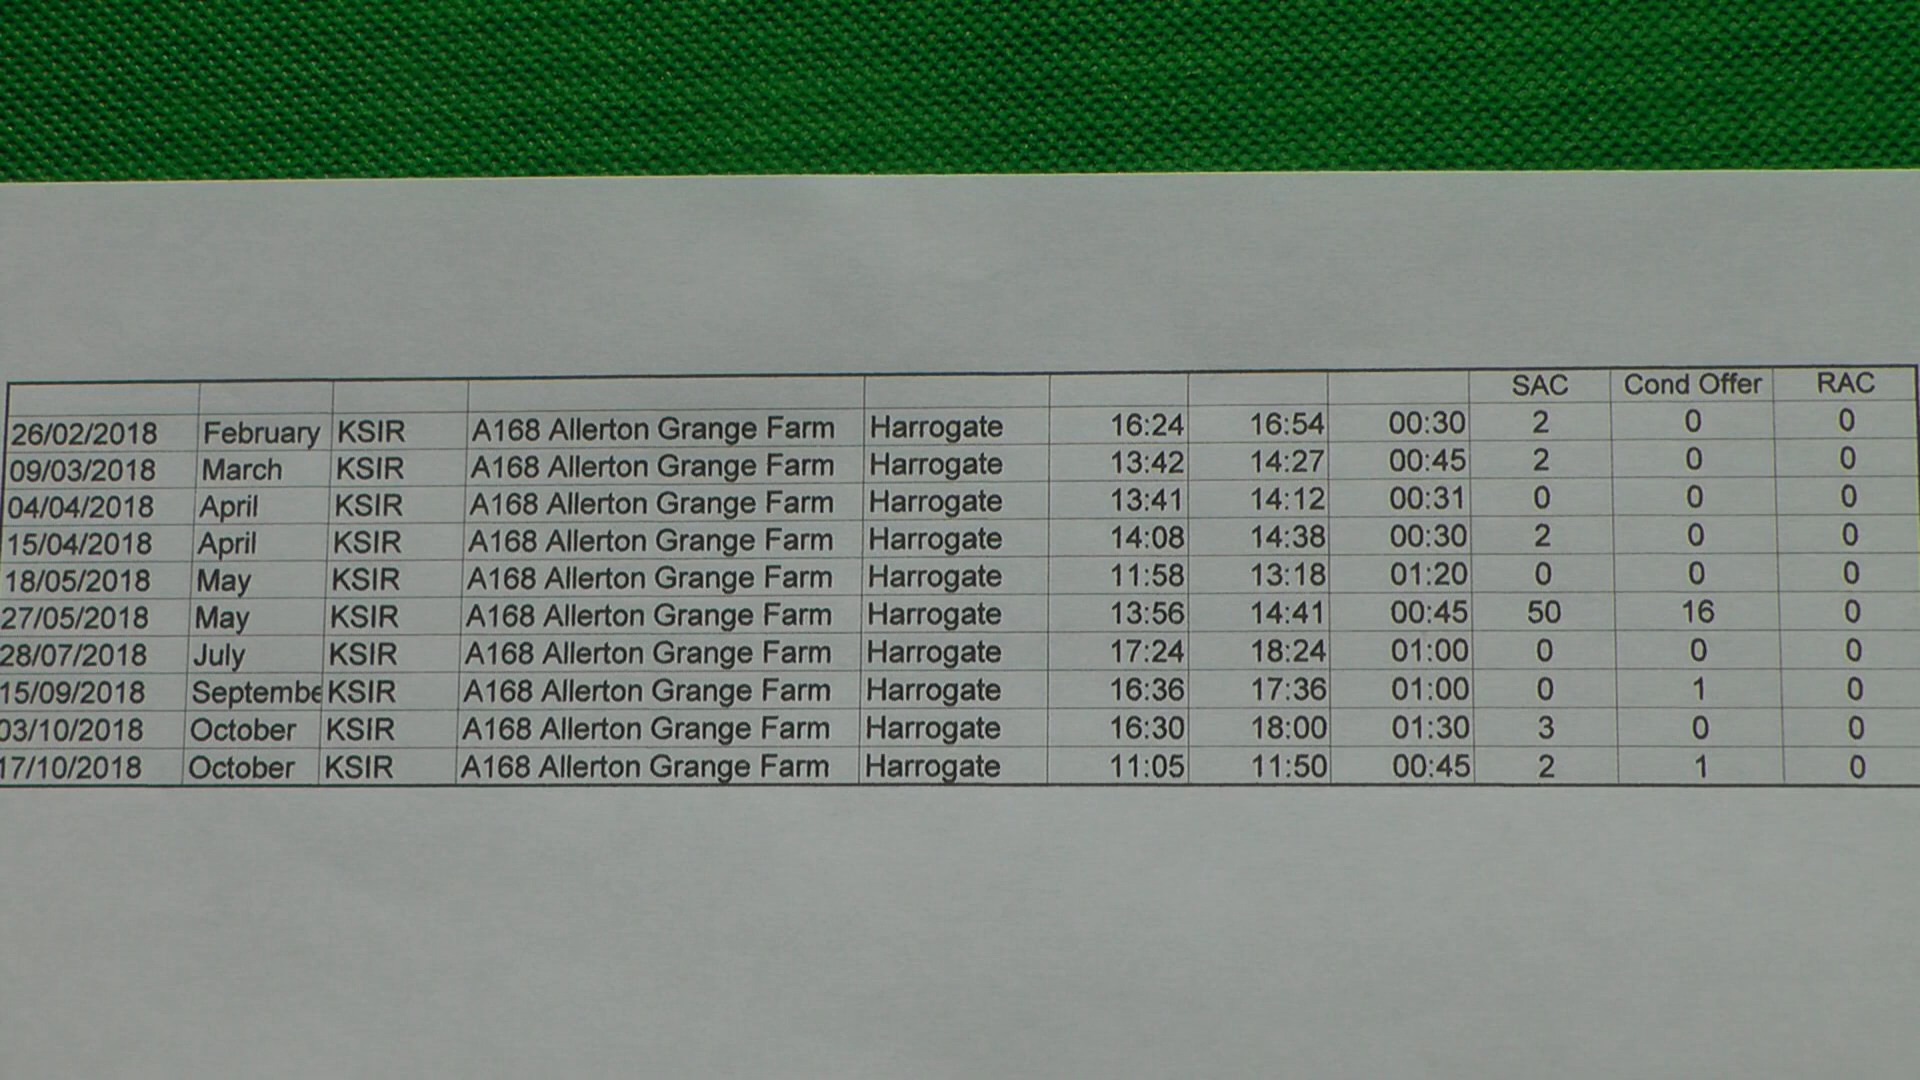 SAC Cond Offer RAC
26/02/2018 February KSIR A168 Allerton Grange Farm Harrogate 16:24 16:54 00:30 2 0 0
09/03/2018 March KSIR A168 Allerton Grange Farm Harrogate 13:42 14:27 00:45 2 0 0
04/04/2018 April KSIR A168 Allerton Grange Farm Harrogate 13:41 14:12 00:31 0 0 0
15/04/2018 April KSIR A168 Allerton Grange Farm Harrogate 14:08 14:38 00:30 2 0 0
18/05/2018 May KSIR A168 Allerton Grange Farm Harrogate 11:58 13:18 01:20 0 0 0
27/05/2018 May KSIR A168 Allerton Grange Farm Harrogate 13:56 14:41 00:45 50 16 0
28/07/2018 July KSIR A168 Allerton Grange Farm Harrogate 17:24 18:24 01:00 0 0 0
15/09/2018 Septembe KSIR A168 Allerton Grange Farm Harrogate 16:36 17:36 01:00 0 1 0
03/10/2018 October KSIR A168 Allerton Grange Farm Harrogate 16:30 18:00 01:30 3 0 0
17/10/2018 October KSIR A168 Allerton Grange Farm Harrogate 11:05 11:50 00:45 2 1 0